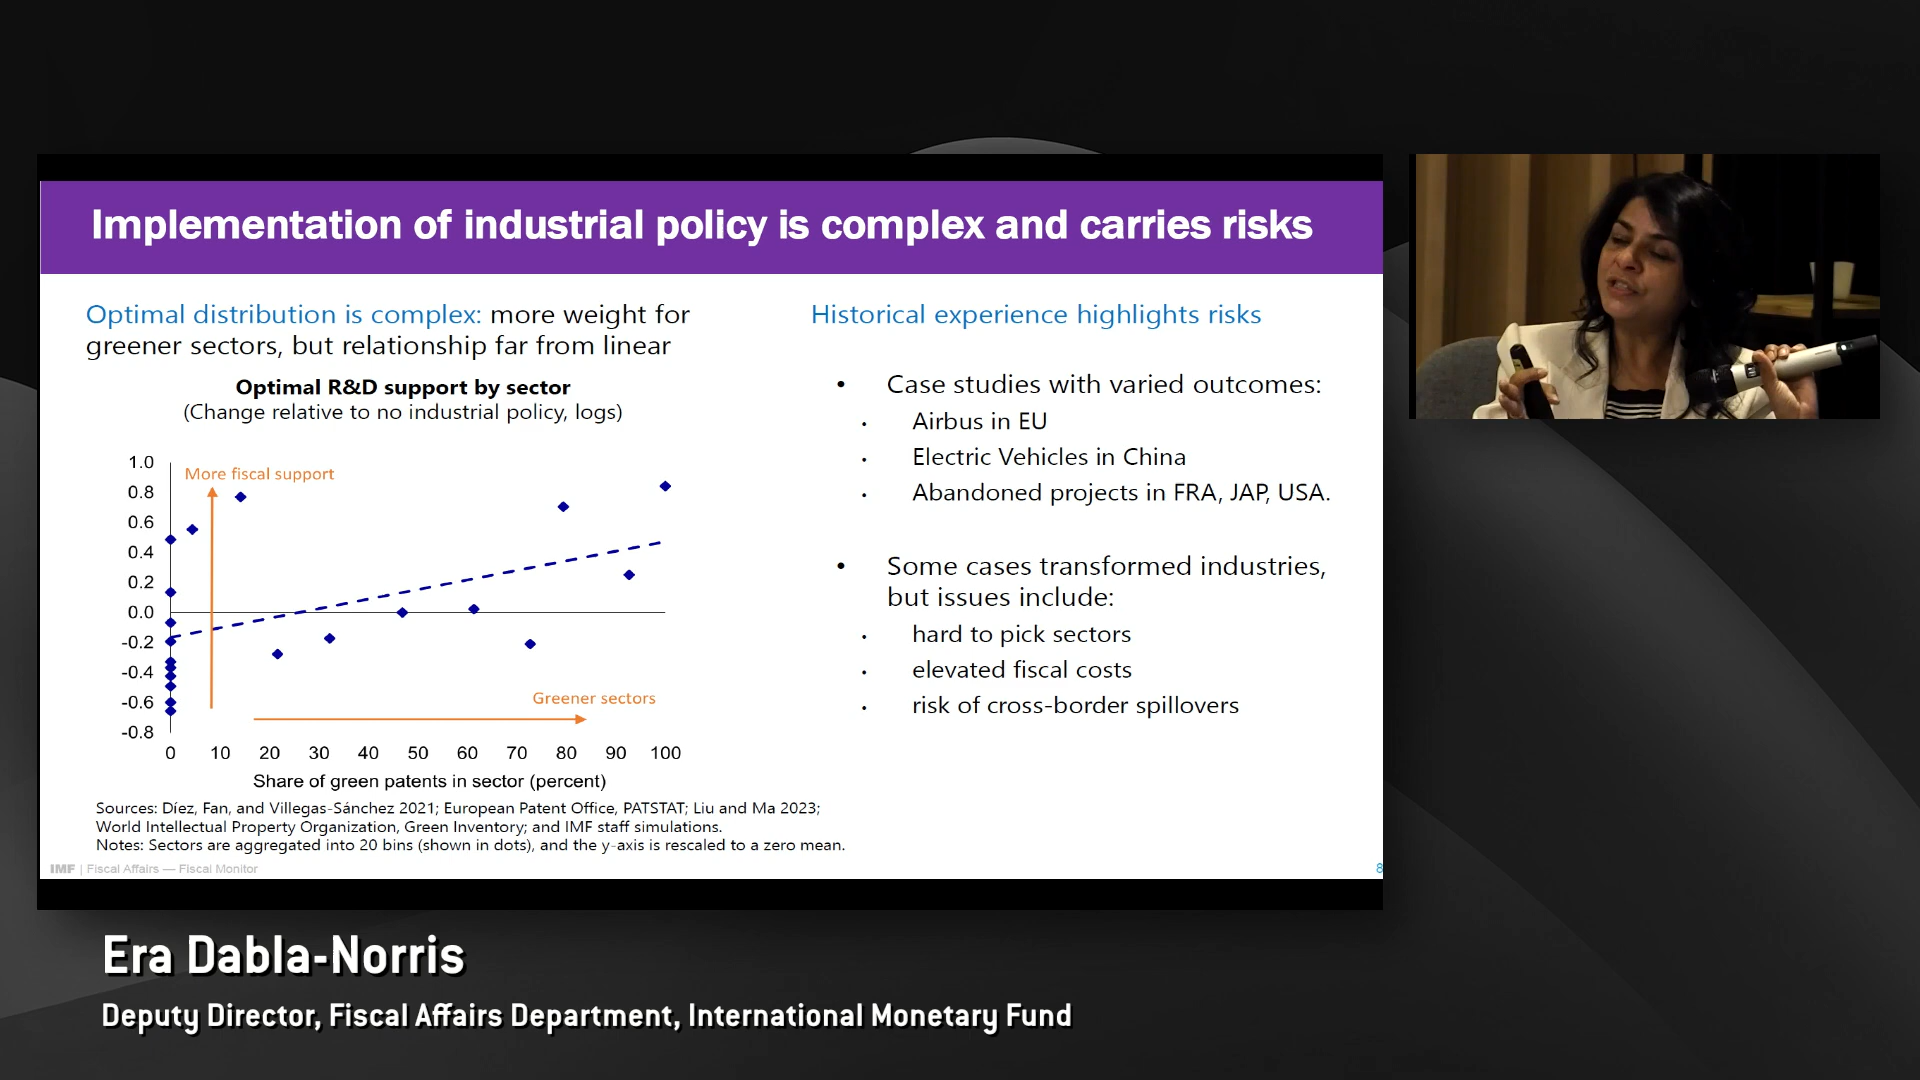 Implementation of industrial policy is complex and carries risks
Optimal distribution is complex: more weight for
greener sectors, but relationship far from linear
Optimal R&D support by sector
(Change relative to no industrial policy, logs)
1.0
0.8
0.6
0.4
0.2
0.0
-0.2
-0.4
-0.6
-0.8
More fiscal support
Greener sectors
0 10 20 30 40 50 60 70 80 90 100
Share of green patents in sector (percent)
Sources: Díez, Fan, and Villegas-Sánchez 2021; European Patent Office, PATSTAT; Liu and Ma 2023;
World Intellectual Property Organization, Green Inventory; and IMF staff simulations.
Notes: Sectors are aggregated into 20 bins (shown in dots), and the y-axis is rescaled to a zero mean.
Historical experience highlights risks
• Case studies with varied outcomes:
• Airbus in EU
• Electric Vehicles in China
• Abandoned projects in FRA, JAP, USA.
• Some cases transformed industries,
but issues include:
• hard to pick sectors
• elevated fiscal costs
• risk of cross-border spillovers
IMF | Fiscal Affairs — Fiscal Monitor
8
Era Dabla-Norris
Deputy Director, Fiscal Affairs Department, International Monetary Fund